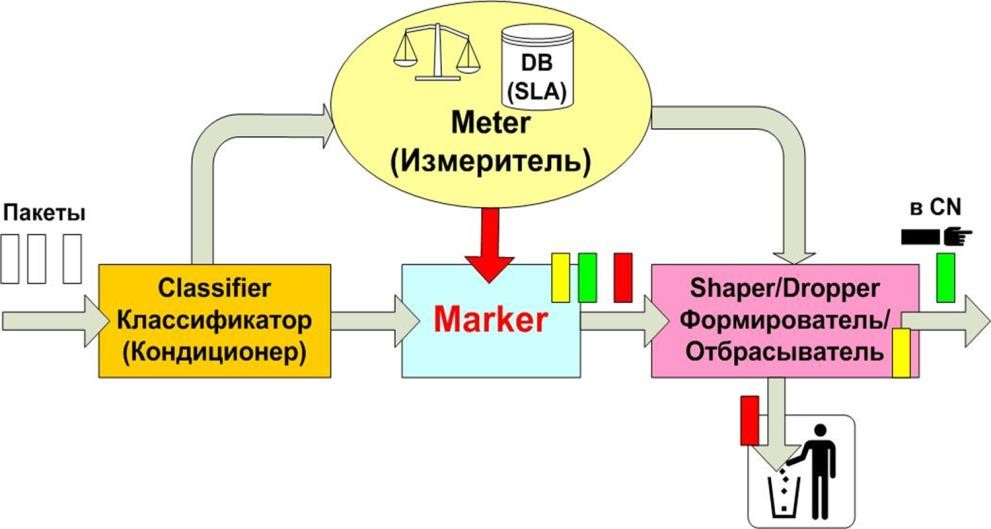 DB
(SLA)
Meter
(Измеритель)
Пакеты
в CN
Classifier
Классификатор
(Кондиционер)
Marker
Shaper/Dropper
Формирователь/
Отбрасыватель